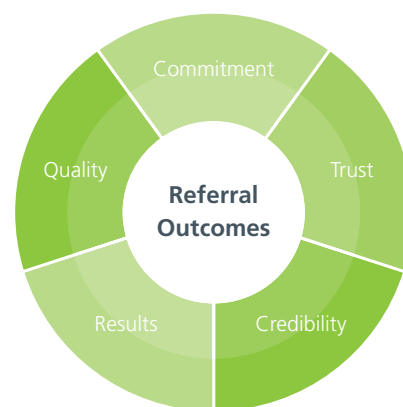 Commitment
Quality
Trust
Referral
Outcomes
Results
Credibility